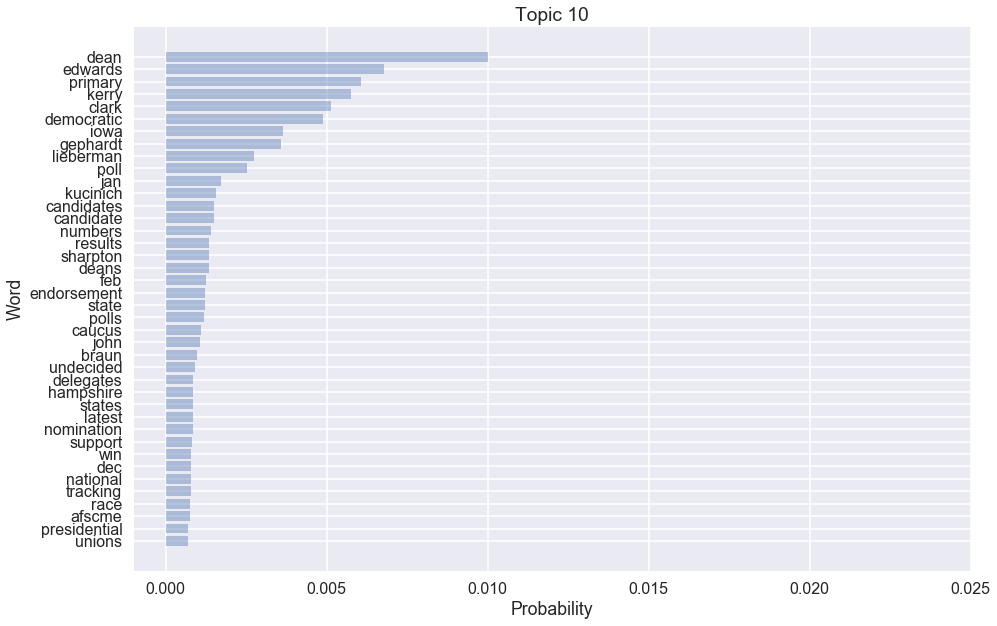 Topic 10
dean
edwards
primary
kerry
clark
democratic
iowa
gephardt
lieberman
poll
jan
kucinich
candidates
candidate
numbers
results
sharpton
deans
feb
endorsement
state
polls
caucus
john
braun
undecided
delegates
hampshire
states
latest
nomination
support
win
dec
national
tracking
race
afscme
presidential
unions
Word
0.000 0.005 0.010 0.015 0.020 0.025
Probability